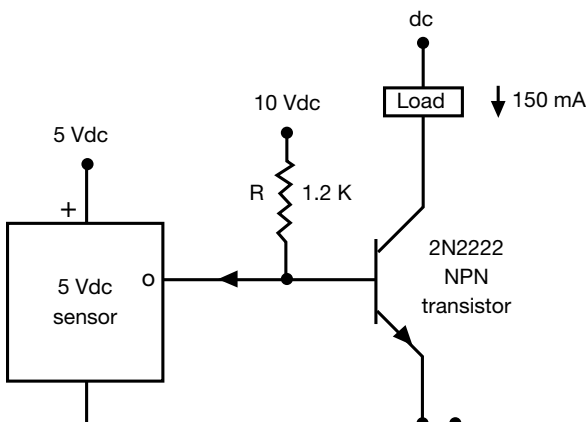 dc
Load
150 mA
10 Vdc
5 Vdc
R
1.2 K
+
2N2222
NPN
transistor
5 Vdc
sensor
o